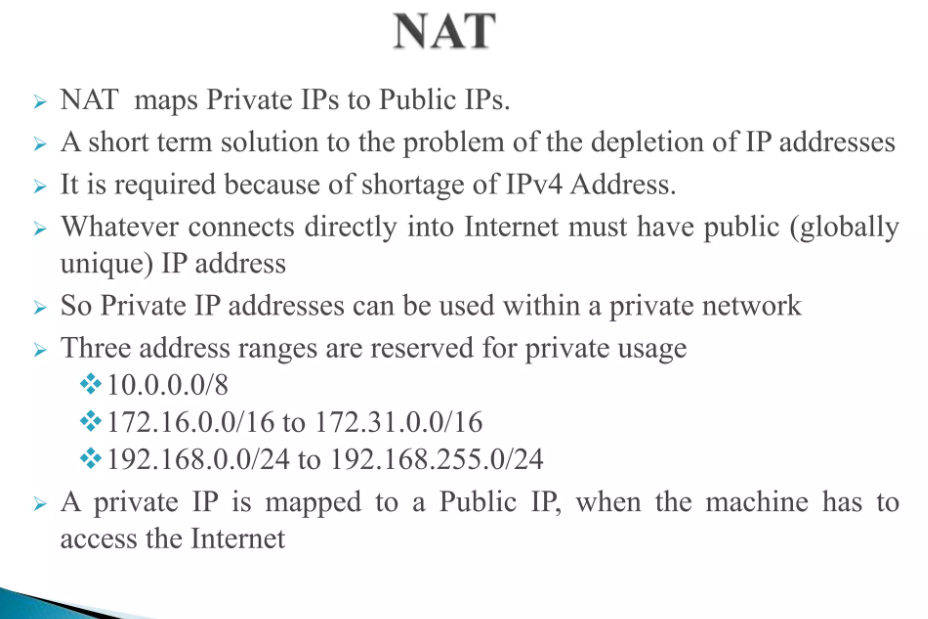 NAT
NAT maps Private IPs to Public IPs.
A short term solution to the problem of the depletion of IP addresses
It is required because of shortage of IPv4 Address.
Whatever connects directly into Internet must have public (globally
unique) IP address
So Private IP addresses can be used within a private network
Three address ranges are reserved for private usage
10.0.0.0/8
172.16.0.0/16 to 172.31.0.0/16
192.168.0.0/24 to 192.168.255.0/24
A private IP is mapped to a Public IP, when the machine has to
access the Internet